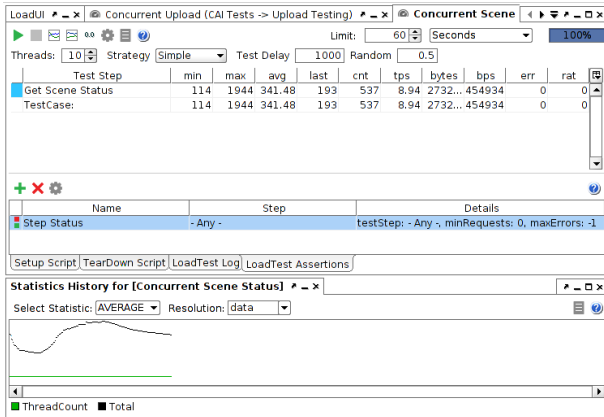 LoadUI Concurrent Upload (CAI Tests -> Upload Testing) Concurrent Scene
0.0 Limit: 60 Seconds 100%
Threads: 10 Strategy Simple Test Delay 1000 Random 0.5
Test Step min max avg last cnt tps bytes bps err rat
Get Scene Status 114 1944 341.48 193 537 8.94 2732... 454934 0 0
TestCase: 114 1944 341.48 193 537 8.94 2732... 454934 0 0
Name Step Details
Step Status - Any - testStep: - Any -, minRequests: 0, maxErrors: -1
Setup Script TearDown Script LoadTest Log LoadTest Assertions
Statistics History for [Concurrent Scene Status]
Select Statistic: AVERAGE Resolution: data
ThreadCount Total